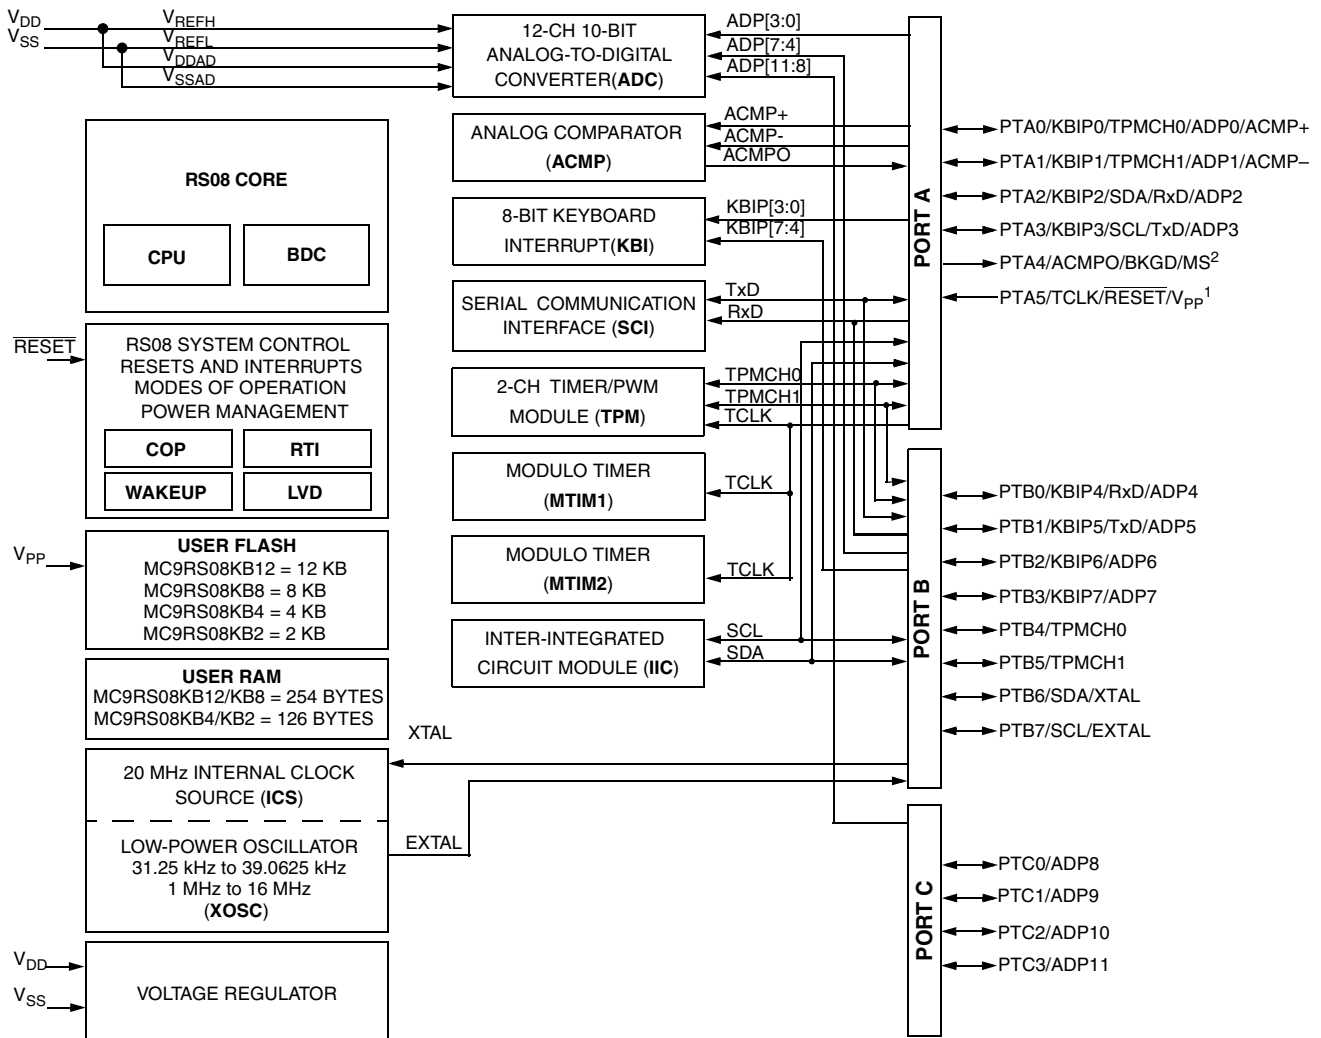 VDD
VSS
VREFH
VREFL
VDDAD
VSSAD
12-CH 10-BIT
ANALOG-TO-DIGITAL
CONVERTER(ADC)
ADP[3:0]
ADP[7:4]
ADP[11:8]
ANALOG COMPARATOR
(ACMP)
ACMP+
ACMP-
ACMPO
8-BIT KEYBOARD
INTERRUPT(KBI)
KBIP[3:0]
KBIP[7:4]
SERIAL COMMUNICATION
INTERFACE (SCI)
TxD
RxD
2-CH TIMER/PWM
MODULE (TPM)
TPMCH0
TPMCH1
TCLK
MODULO TIMER
(MTIM1)
TCLK
MODULO TIMER
(MTIM2)
TCLK
INTER-INTEGRATED
CIRCUIT MODULE (IIC)
SCL
SDA
RS08 CORE
CPU
BDC
RESET
RS08 SYSTEM CONTROL
RESETS AND INTERRUPTS
MODES OF OPERATION
POWER MANAGEMENT
COP
RTI
WAKEUP
LVD
VPP
USER FLASH
MC9RS08KB12 = 12 KB
MC9RS08KB8 = 8 KB
MC9RS08KB4 = 4 KB
MC9RS08KB2 = 2 KB
USER RAM
MC9RS08KB12/KB8 = 254 BYTES
MC9RS08KB4/KB2 = 126 BYTES
XTAL
20 MHz INTERNAL CLOCK
SOURCE (ICS)
LOW-POWER OSCILLATOR
31.25 kHz to 39.0625 kHz
1 MHz to 16 MHz
(XOSC)
EXTAL
VDD
VSS
VOLTAGE REGULATOR
PORT A
PTA0/KBIP0/TPMCH0/ADP0/ACMP+
PTA1/KBIP1/TPMCH1/ADP1/ACMP–
PTA2/KBIP2/SDA/RxD/ADP2
PTA3/KBIP3/SCL/TxD/ADP3
PTA4/ACMPO/BKGD/MS2
PTA5/TCLK/RESET/VPP1
PORT B
PTB0/KBIP4/RxD/ADP4
PTB1/KBIP5/TxD/ADP5
PTB2/KBIP6/ADP6
PTB3/KBIP7/ADP7
PTB4/TPMCH0
PTB5/TPMCH1
PTB6/SDA/XTAL
PTB7/SCL/EXTAL
PORT C
PTC0/ADP8
PTC1/ADP9
PTC2/ADP10
PTC3/ADP11